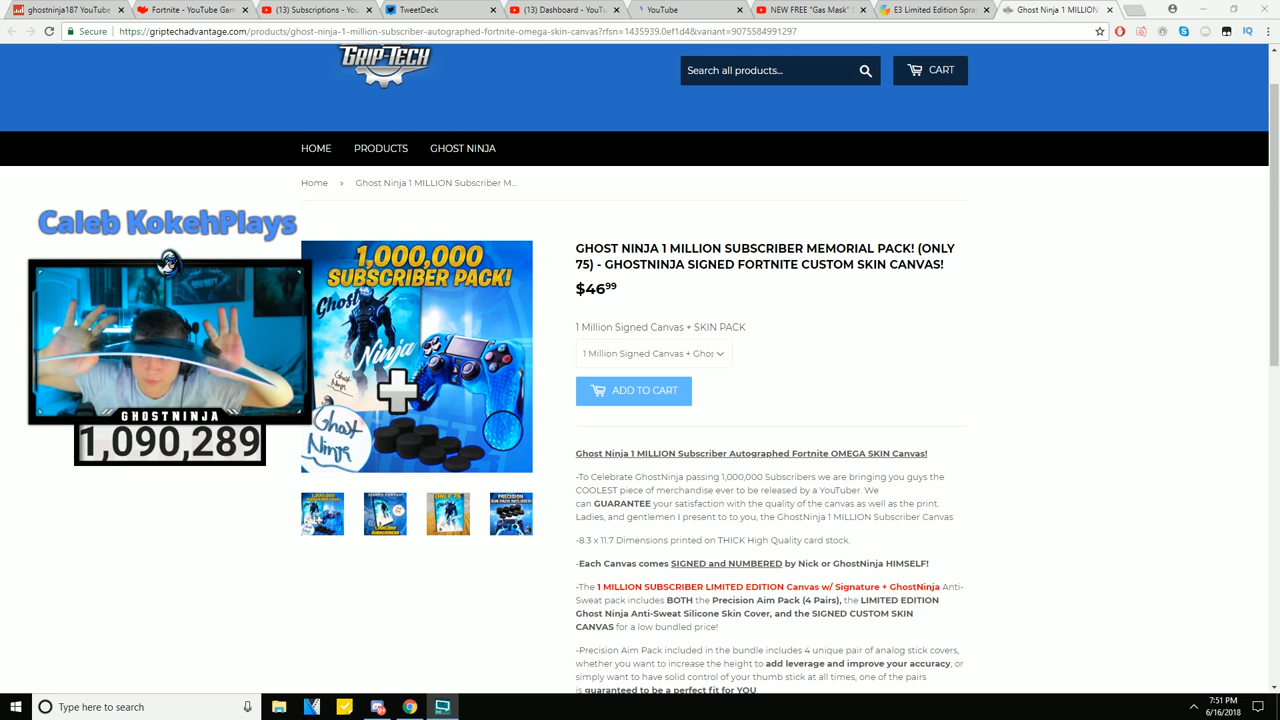 ghostninja187 YouTub
Fortnite - YouTube Gam
(13) Subscriptions - You
TweetDeck
(13) Dashboard - YouTu
YouTube
NEW FREE "Gas Mask"
E3 Limited Edition Spra
Ghost Ninja 1 MILLION
Secure
https://griptechadvantage.com/products/ghost-ninja-1-million-subscriber-autographed-fortnite-omega-skin-canvas?rfsn=1435939.0ef1d4&variant=9075584991297
GRIP-TECH
Search all products...
CART
HOME
PRODUCTS
GHOST NINJA
Home › Ghost Ninja 1 MILLION Subscriber M...
Caleb KokehPlays
GHOSTNINJA
1,090,289
1,000,000
SUBSCRIBER PACK!
Ghost
Ninja
Ghost
Ninja
Ghost
Ninja
GHOST NINJA 1 MILLION SUBSCRIBER MEMORIAL PACK! (ONLY
75) - GHOSTNINJA SIGNED FORTNITE CUSTOM SKIN CANVAS!
$46.99
1 Million Signed Canvas + SKIN PACK
1 Million Signed Canvas + Ghos
ADD TO CART
Ghost Ninja 1 MILLION Subscriber Autographed Fortnite OMEGA SKIN Canvas!
-To Celebrate GhostNinja passing 1,000,000 Subscribers we are bringing you guys the
COOLEST piece of merchandise ever to be released by a YouTuber. We
can GUARANTEE your satisfaction with the quality of the canvas as well as the print.
Ladies, and gentlemen I present to to you, the GhostNinja 1 MILLION Subscriber Canvas
-8.3 x 11.7 Dimensions printed on THICK High Quality card stock.
-Each Canvas comes SIGNED and NUMBERED by Nick or GhostNinja HIMSELF!
-The 1 MILLION SUBSCRIBER LIMITED EDITION Canvas w/ Signature + GhostNinja Anti-
Sweat pack includes BOTH the Precision Aim Pack (4 Pairs), the LIMITED EDITION
Ghost Ninja Anti-Sweat Silicone Skin Cover, and the SIGNED CUSTOM SKIN
CANVAS for a low bundled price!
-Precision Aim Pack included in the bundle includes 4 unique pair of analog stick covers,
whether you want to increase the height to add leverage and improve your accuracy, or
simply want to have solid control of your thumb stick at all times, one of the pairs
is guaranteed to be a perfect fit for YOU
Type here to search
7:51 PM
6/16/2018